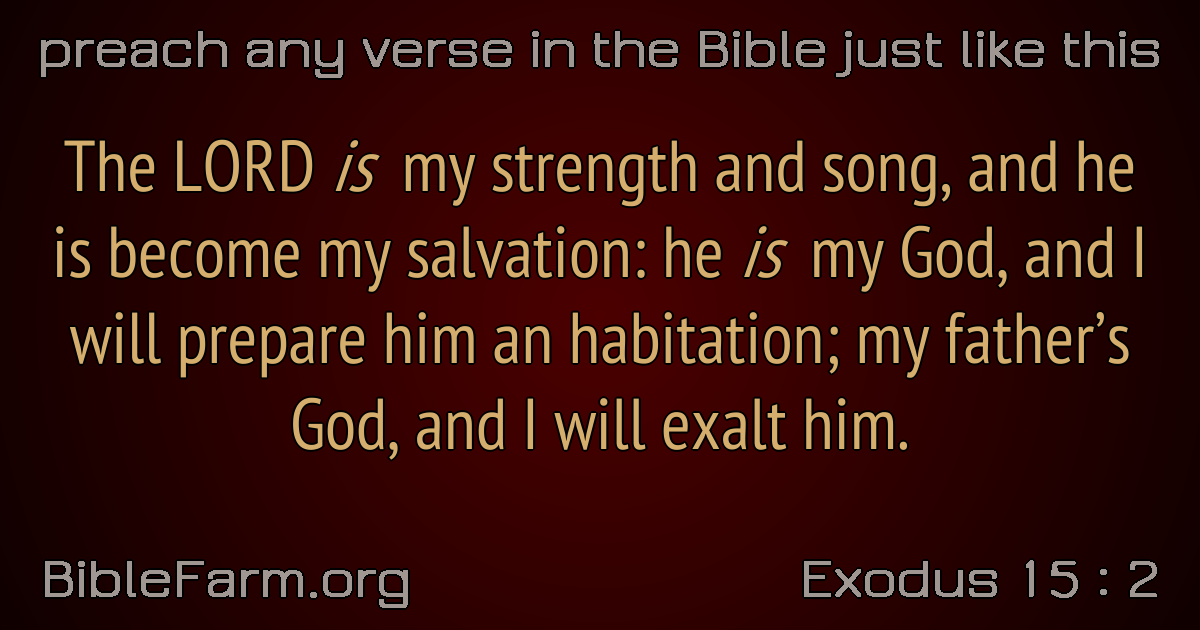 preach any verse in the Bible just like this
The LORD is my strength and song, and he
is become my salvation: he is my God, and I
will prepare him an habitation; my father’s
God, and I will exalt him.
BibleFarm.org
Exodus 15 : 2